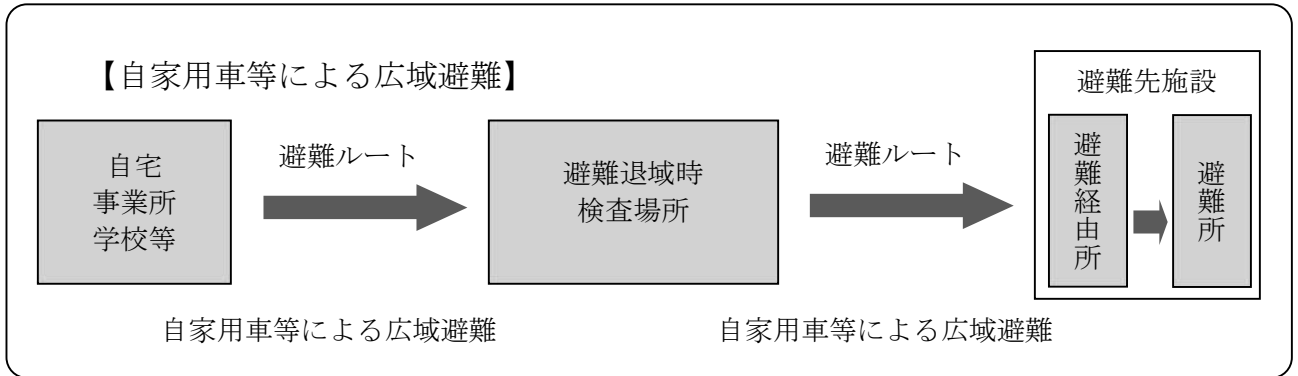 【自家用車等による広域避難】
自宅
事業所
学校等
避難ルート
避難退域時
検査場所
避難ルート
避難先施設
避難経由所
避難所
自家用車等による広域避難
自家用車等による広域避難